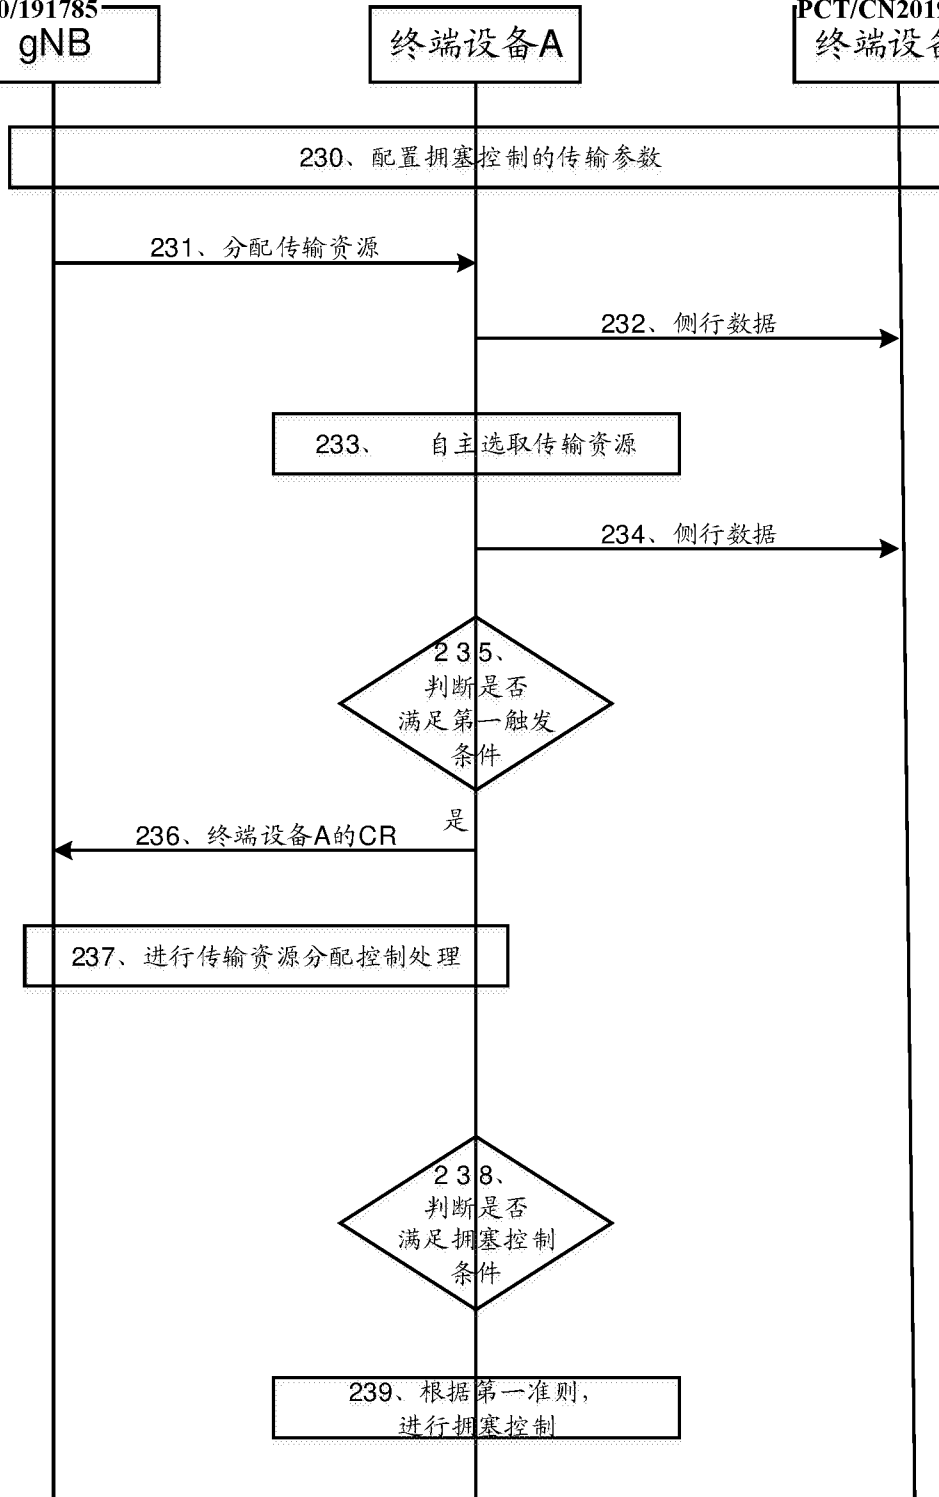 0/191785
PCT/CN2019
gNB
终端设备A
终端设备
230、配置拥塞控制的传输参数
231、分配传输资源
232、侧行数据
233、 自主选取传输资源
234、侧行数据
235、
判断是否
满足第一触发
条件
是
236、终端设备A的CR
237、进行传输资源分配控制处理
238、
判断是否
满足拥塞控制
条件
239、根据第一准则,
进行拥塞控制